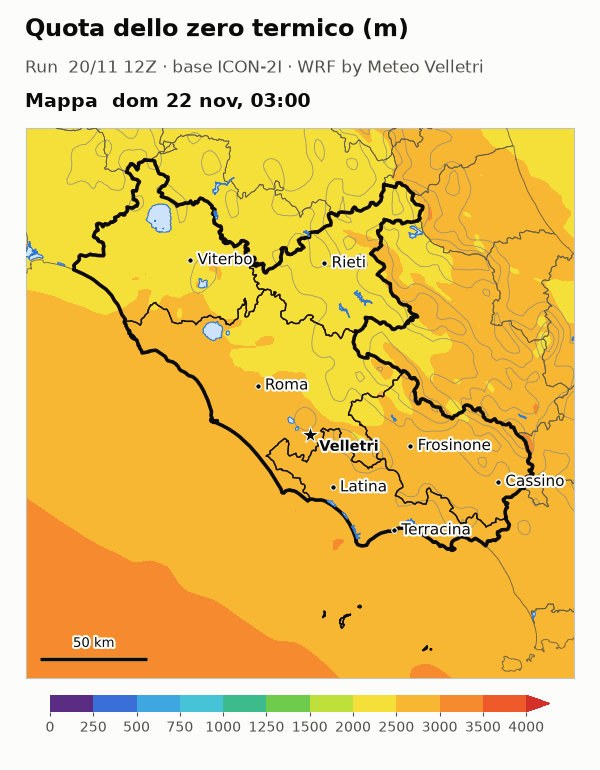 Quota dello zero termico (m)
Run  20/11 12Z · base ICON-2I · WRF by Meteo Velletri
Mappa  dom 22 nov, 03:00
Viterbo
Rieti
Roma
Velletri
Frosinone
Latina
Cassino
Terracina
50 km
0 250 500 750 1000 1250 1500 2000 2500 3000 3500 4000